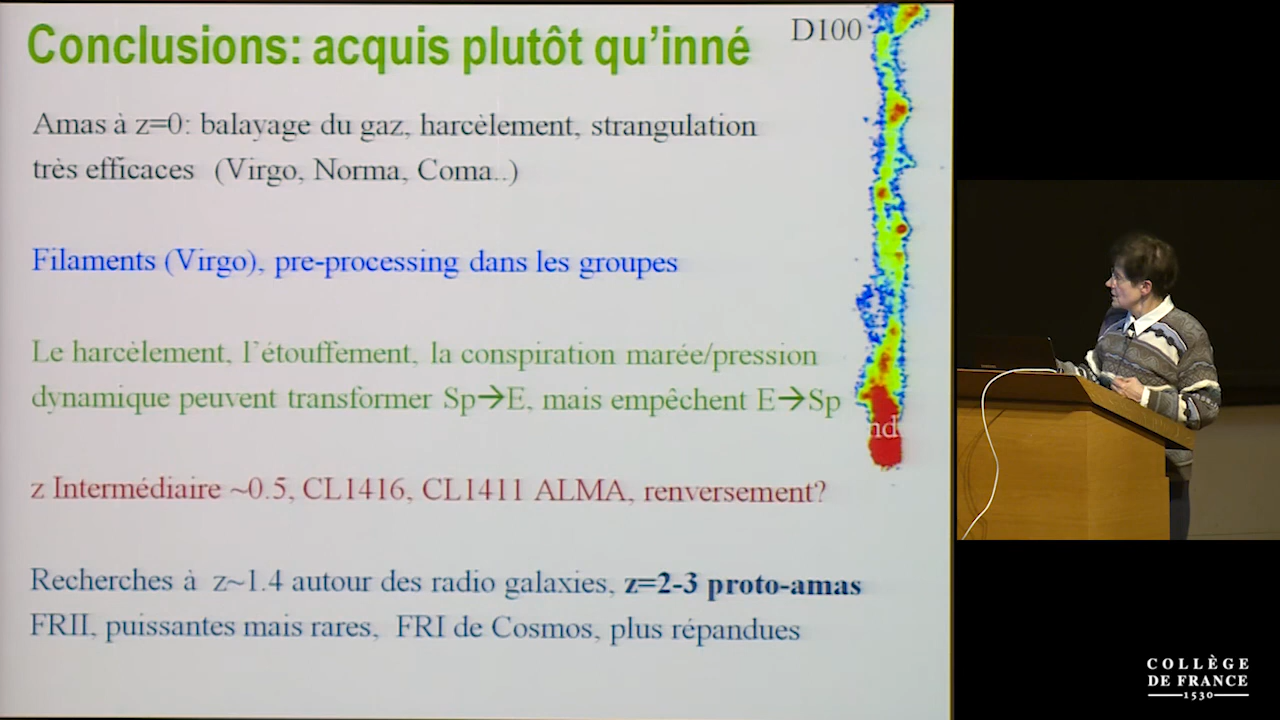 Conclusions: acquis plutôt qu'inné
D100
Amas à z=0: balayage du gaz, harcèlement, strangulation
très efficaces (Virgo, Norma, Coma..)
Filaments (Virgo), pre-processing dans les groupes
Le harcèlement, l'étouffement, la conspiration marée/pression
dynamique peuvent transformer Sp→E, mais empêchent E→Sp
nd
z Intermédiaire ~0.5, CL1416, CL1411 ALMA, renversement?
Recherches à z~1.4 autour des radio galaxies, z=2-3 proto-amas
FRII, puissantes mais rares, FRI de Cosmos, plus répandues
COLLÈGE
DE FRANCE
1530